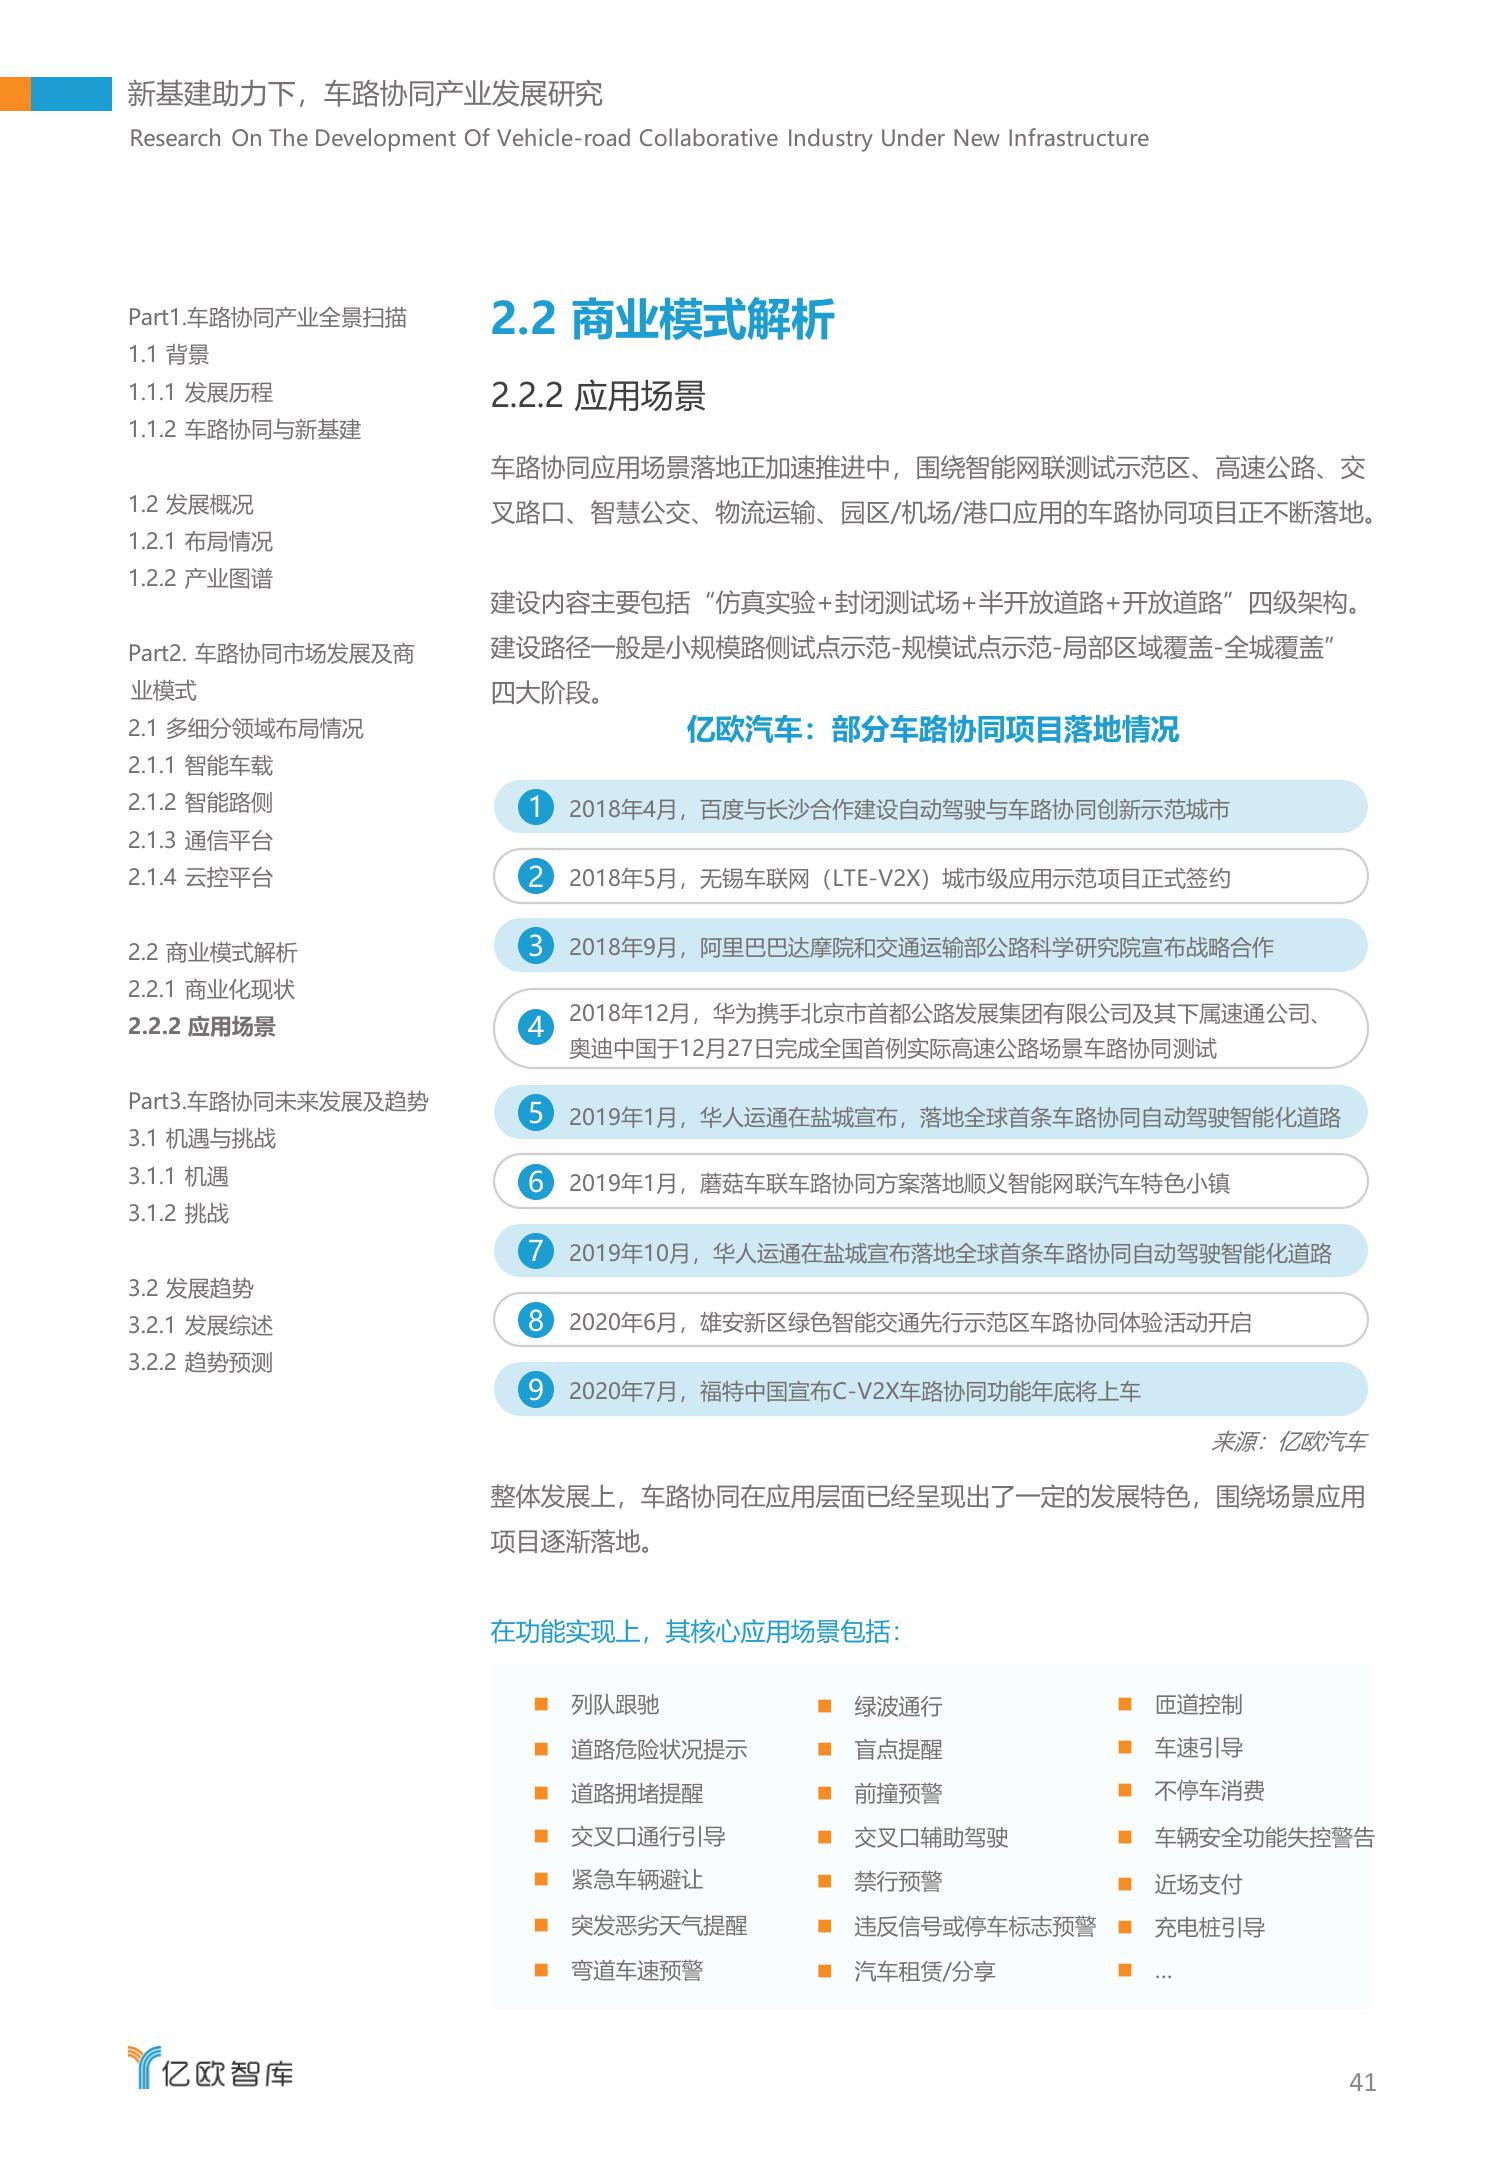 新基建助力下，车路协同产业发展研究
Research On The Development Of Vehicle-road Collaborative Industry Under New Infrastructure
Part1.车路协同产业全景扫描
1.1 背景
1.1.1 发展历程
1.1.2 车路协同与新基建
1.2 发展概况
1.2.1 布局情况
1.2.2 产业图谱
Part2. 车路协同市场发展及商
业模式
2.1 多细分领域布局情况
2.1.1 智能车载
2.1.2 智能路侧
2.1.3 通信平台
2.1.4 云控平台
2.2 商业模式解析
2.2.1 商业化现状
2.2.2 应用场景
Part3.车路协同未来发展及趋势
3.1 机遇与挑战
3.1.1 机遇
3.1.2 挑战
3.2 发展趋势
3.2.1 发展综述
3.2.2 趋势预测
2.2 商业模式解析
2.2.2 应用场景
车路协同应用场景落地正加速推进中，围绕智能网联测试示范区、高速公路、交
叉路口、智慧公交、物流运输、园区/机场/港口应用的车路协同项目正不断落地。
建设内容主要包括“仿真实验+封闭测试场+半开放道路+开放道路”四级架构。
建设路径一般是小规模路侧试点示范-规模试点示范-局部区域覆盖-全城覆盖”
四大阶段。
亿欧汽车：部分车路协同项目落地情况
1 2018年4月，百度与长沙合作建设自动驾驶与车路协同创新示范城市
2 2018年5月，无锡车联网（LTE-V2X）城市级应用示范项目正式签约
3 2018年9月，阿里巴巴达摩院和交通运输部公路科学研究院宣布战略合作
4 2018年12月，华为携手北京市首都公路发展集团有限公司及其下属速通公司、
奥迪中国于12月27日完成全国首例实际高速公路场景车路协同测试
5 2019年1月，华人运通在盐城宣布，落地全球首条车路协同自动驾驶智能化道路
6 2019年1月，蘑菇车联车路协同方案落地顺义智能网联汽车特色小镇
7 2019年10月，华人运通在盐城宣布落地全球首条车路协同自动驾驶智能化道路
8 2020年6月，雄安新区绿色智能交通先行示范区车路协同体验活动开启
9 2020年7月，福特中国宣布C-V2X车路协同功能年底将上车
来源：亿欧汽车
整体发展上，车路协同在应用层面已经呈现出了一定的发展特色，围绕场景应用
项目逐渐落地。
在功能实现上，其核心应用场景包括：
列队跟驰
道路危险状况提示
道路拥堵提醒
交叉口通行引导
紧急车辆避让
突发恶劣天气提醒
弯道车速预警
绿波通行
盲点提醒
前撞预警
交叉口辅助驾驶
禁行预警
违反信号或停车标志预警
汽车租赁/分享
匝道控制
车速引导
不停车消费
车辆安全功能失控警告
近场支付
充电桩引导
...
亿欧智库
41